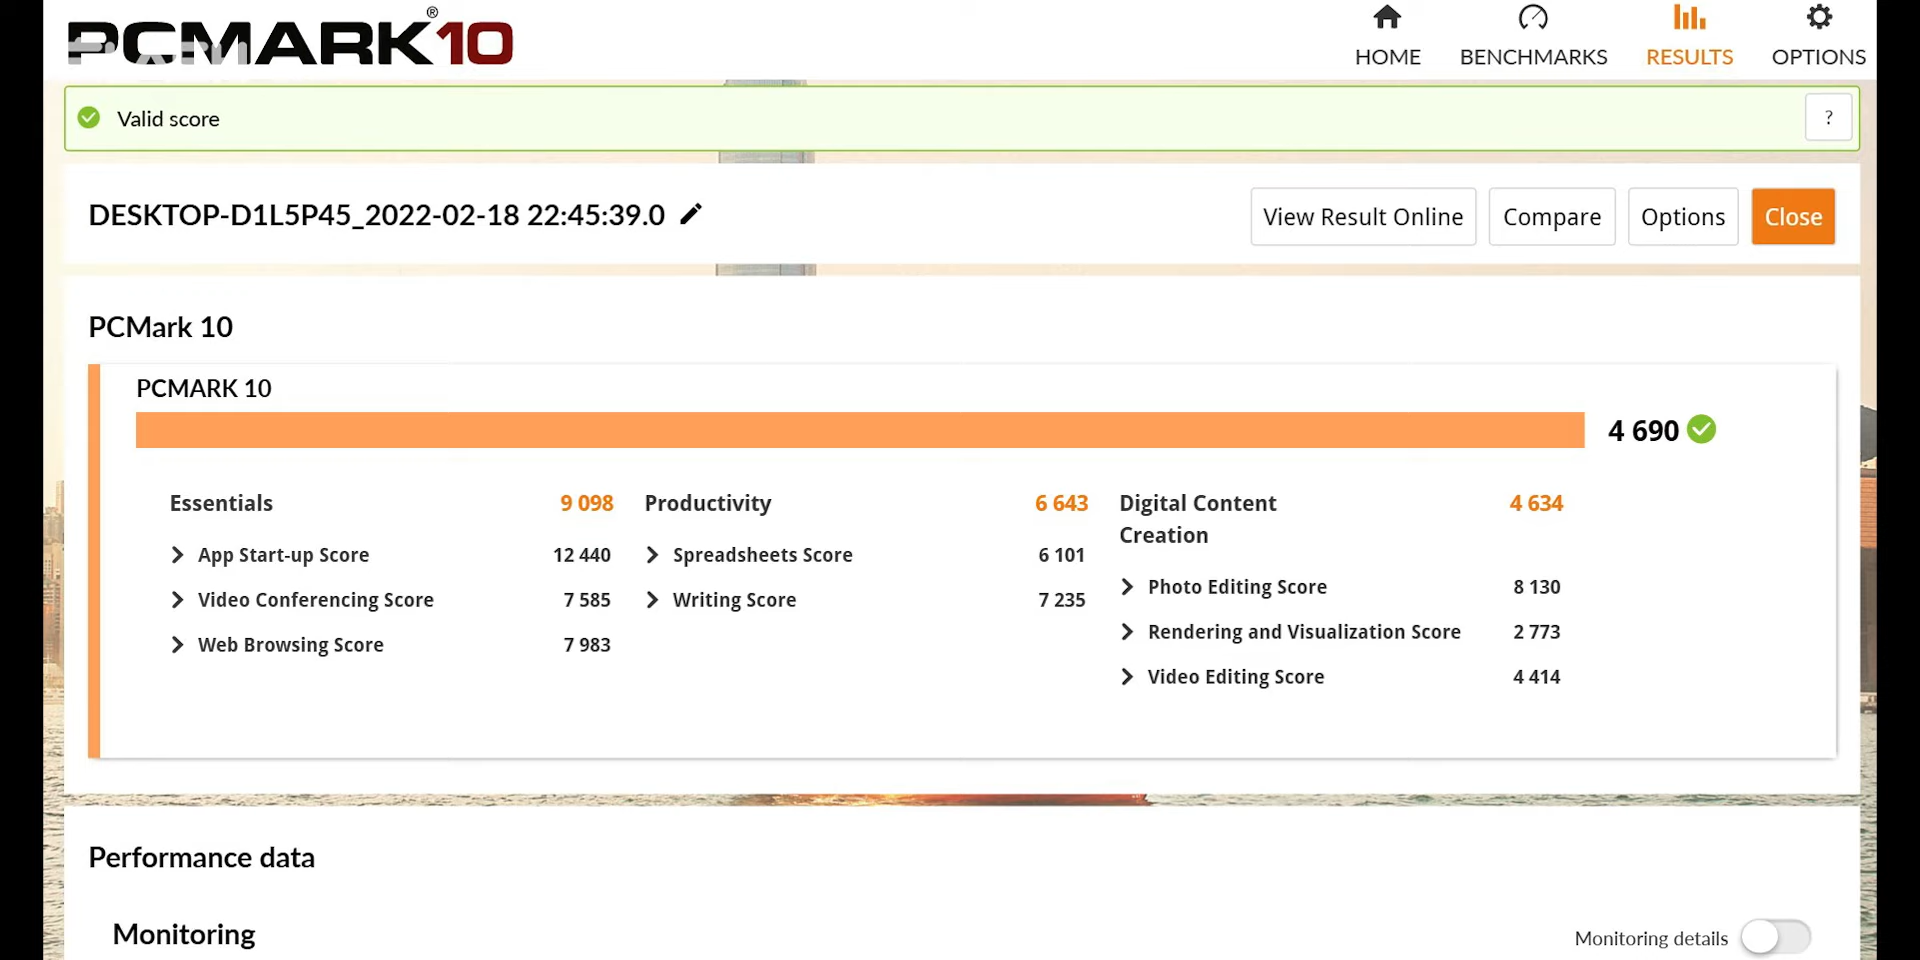 PCMARK®10
HOME
BENCHMARKS
RESULTS
OPTIONS
Valid score
?
DESKTOP-D1L5P45_2022-02-18 22:45:39.0
View Result Online
Compare
Options
Close
PCMark 10
PCMARK 10
4 690
Essentials 9 098
App Start-up Score 12 440
Video Conferencing Score 7 585
Web Browsing Score 7 983
Productivity 6 643
Spreadsheets Score 6 101
Writing Score 7 235
Digital Content 4 634
Creation
Photo Editing Score 8 130
Rendering and Visualization Score 2 773
Video Editing Score 4 414
Performance data
Monitoring
Monitoring details